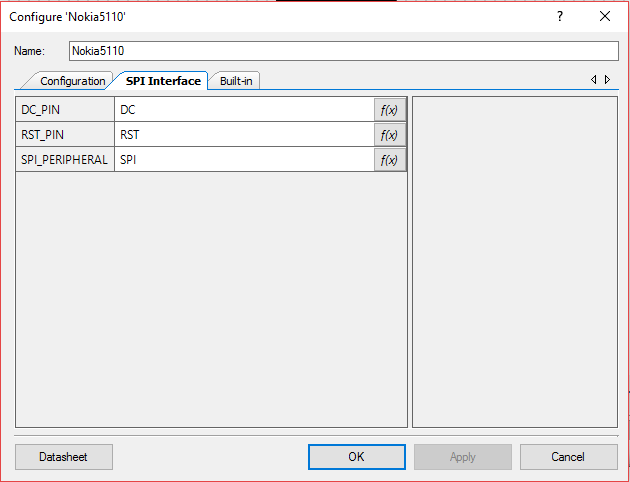 Configure 'Nokia5110'
?
Name: Nokia5110
Configuration SPI Interface Built-in
DC_PIN DC f(x)
RST_PIN RST f(x)
SPI_PERIPHERAL SPI f(x)
Datasheet OK Apply Cancel